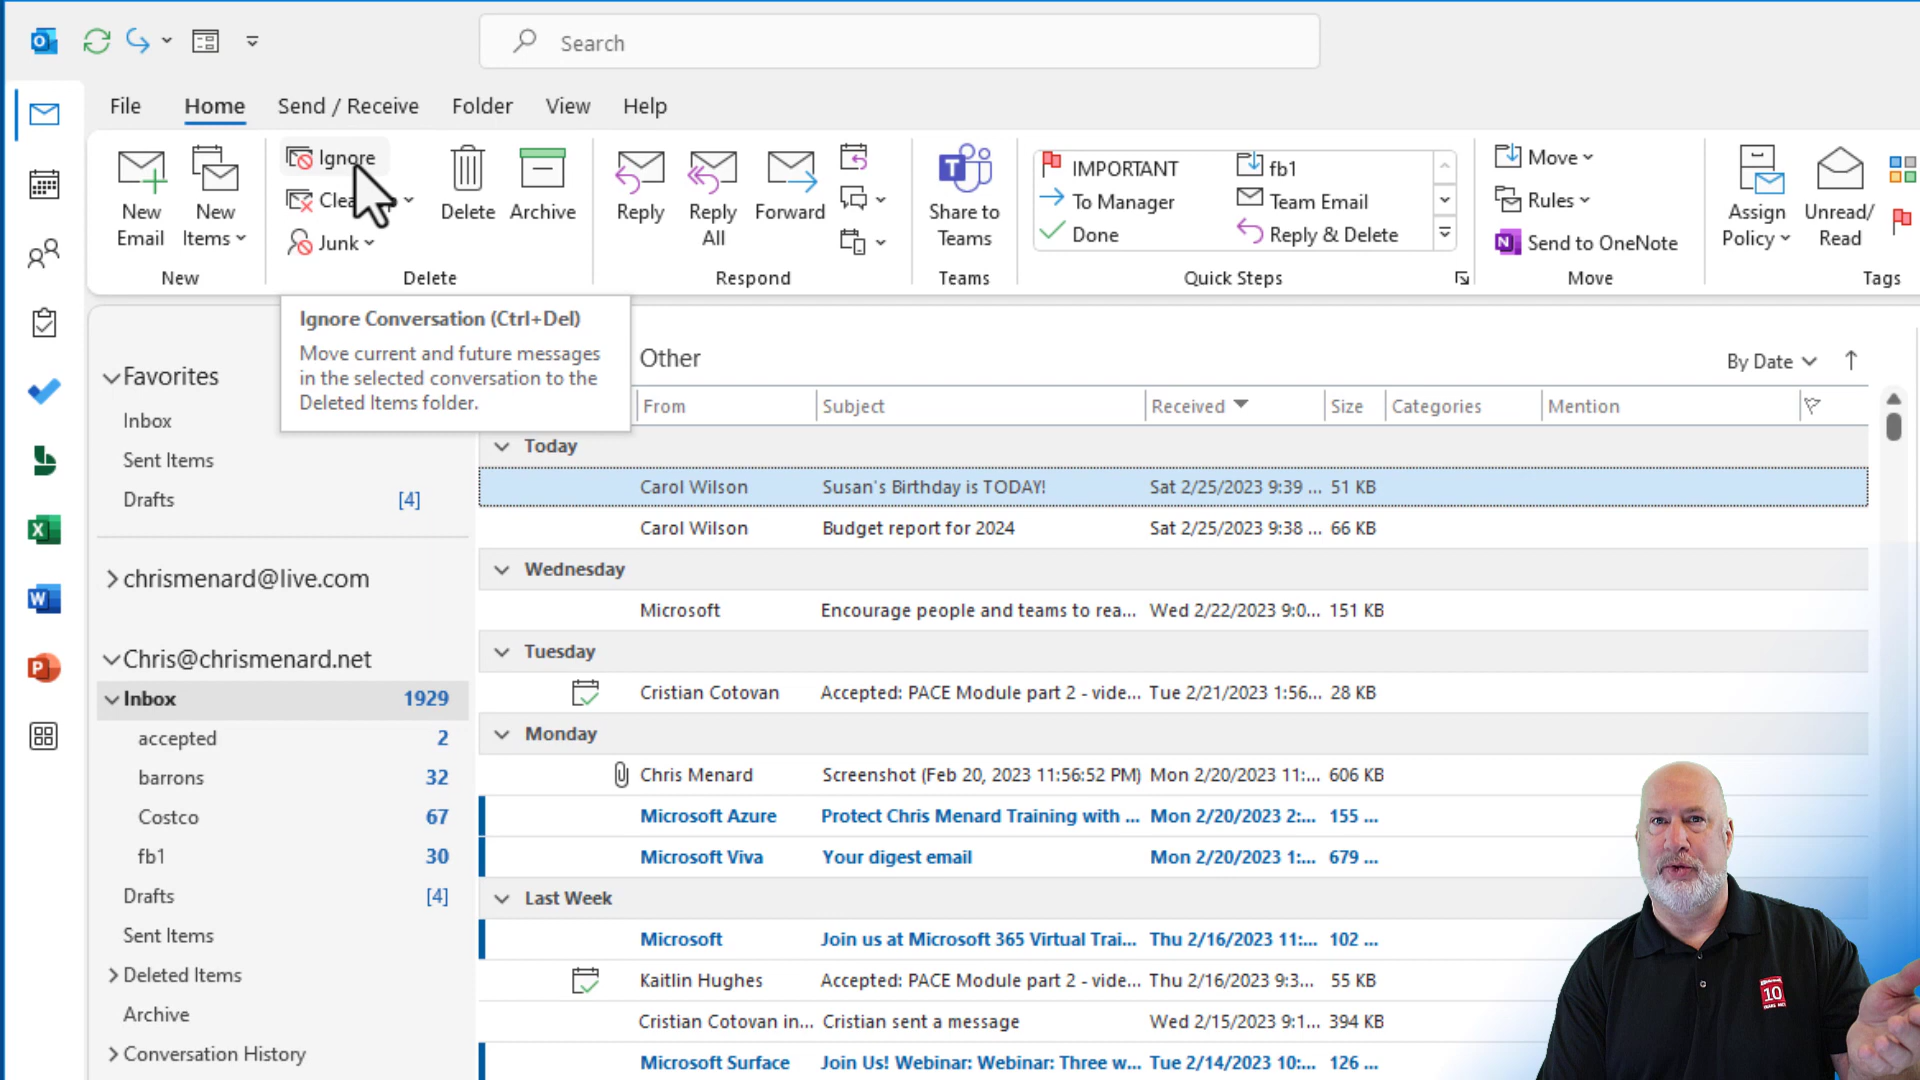 Search
File Home Send / Receive Folder View Help
New Email
New Items
New
Ignore
Clea
Junk
Delete
Archive
Delete
Reply
Reply All
Forward
Respond
Share to Teams
Teams
IMPORTANT
To Manager
Done
fb1
Team Email
Reply & Delete
Quick Steps
Move
Rules
Send to OneNote
Move
Assign Policy
Unread/ Read
Tags
Ignore Conversation (Ctrl+Del)
Move current and future messages
in the selected conversation to the
Deleted Items folder.
Favorites
Inbox
Sent Items
Drafts [4]
chrismenard@live.com
Chris@chrismenard.net
Inbox 1929
accepted 2
barrons 32
Costco 67
fb1 30
Drafts [4]
Sent Items
Deleted Items
Archive
Conversation History
Other By Date
From Subject Received Size Categories Mention
Today
Carol Wilson Susan's Birthday is TODAY! Sat 2/25/2023 9:39 ... 51 KB
Carol Wilson Budget report for 2024 Sat 2/25/2023 9:38 ... 66 KB
Wednesday
Microsoft Encourage people and teams to rea... Wed 2/22/2023 9:0... 151 KB
Tuesday
Cristian Cotovan Accepted: PACE Module part 2 - vide... Tue 2/21/2023 1:56... 28 KB
Monday
Chris Menard Screenshot (Feb 20, 2023 11:56:52 PM) Mon 2/20/2023 11:... 606 KB
Microsoft Azure Protect Chris Menard Training with ... Mon 2/20/2023 2:... 155 ...
Microsoft Viva Your digest email Mon 2/20/2023 1:... 679 ...
Last Week
Microsoft Join us at Microsoft 365 Virtual Trai... Thu 2/16/2023 11:... 102 ...
Kaitlin Hughes Accepted: PACE Module part 2 - vide... Thu 2/16/2023 9:3... 55 KB
Cristian Cotovan in... Cristian sent a message Wed 2/15/2023 9:1... 394 KB
Microsoft Surface Join Us! Webinar: Webinar: Three w... Tue 2/14/2023 10:... 126 ...
10